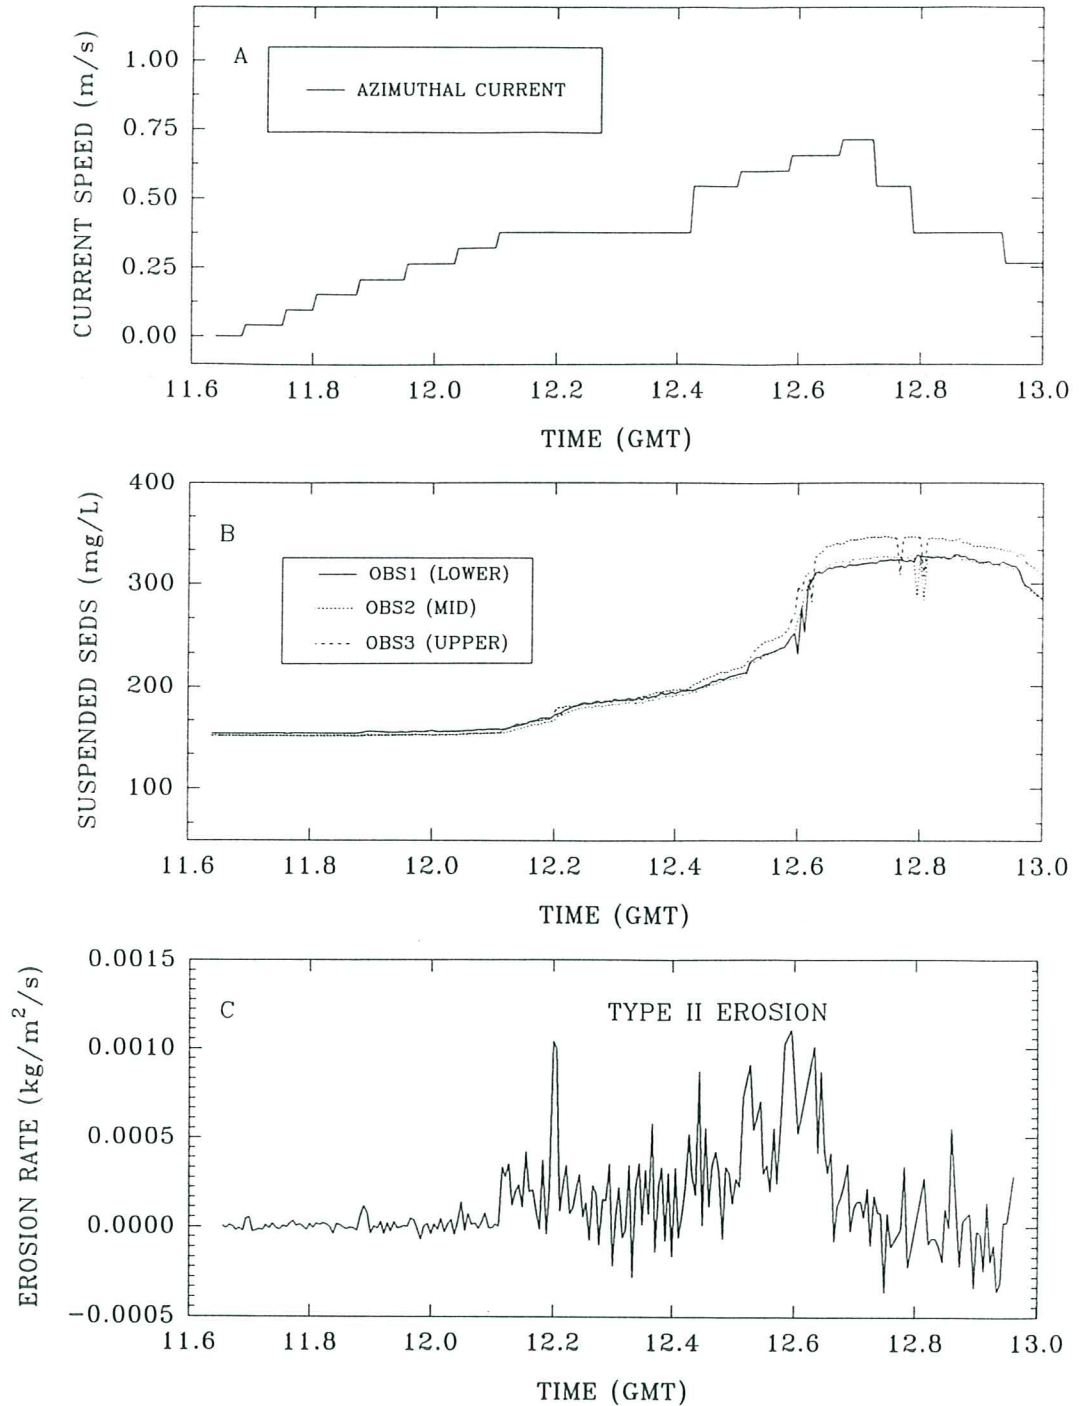 A
AZIMUTHAL CURRENT
CURRENT SPEED (m/s)
1.00
0.75
0.50
0.25
0.00
11.6 11.8 12.0 12.2 12.4 12.6 12.8 13.0
TIME (GMT)
B
OBS1 (LOWER)
OBS2 (MID)
OBS3 (UPPER)
SUSPENDED SEDS (mg/L)
400
300
200
100
11.6 11.8 12.0 12.2 12.4 12.6 12.8 13.0
TIME (GMT)
C
TYPE II EROSION
EROSION RATE (kg/m²/s)
0.0015
0.0010
0.0005
0.0000
−0.0005
11.6 11.8 12.0 12.2 12.4 12.6 12.8 13.0
TIME (GMT)